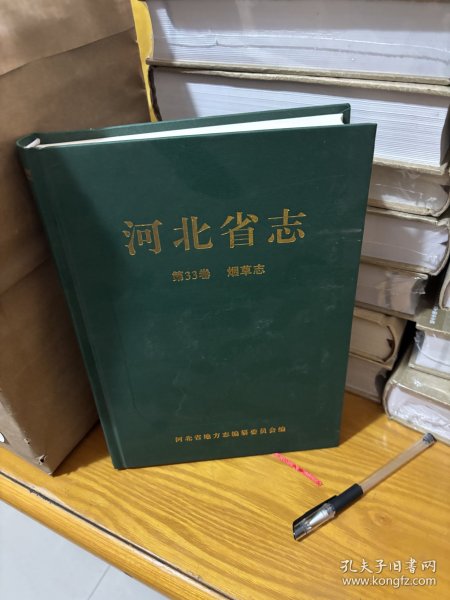 河北省志
第33卷 烟草志
河北省地方志编纂委员会编
孔夫子旧书网
www.kongfz.com